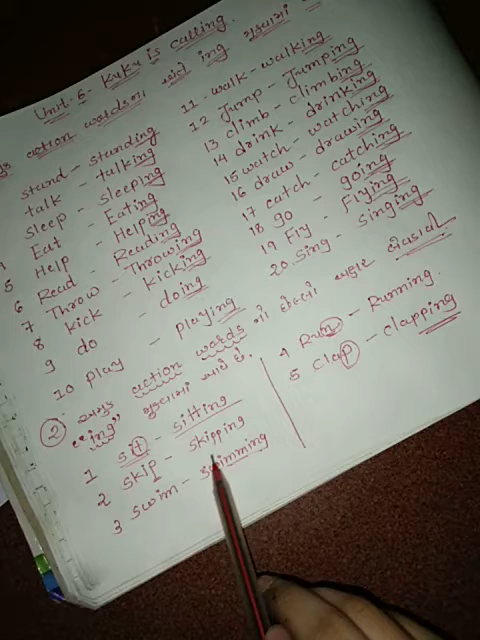 Unit-6- Kuku is calling.
action words ing
stand - standing
talk - talking
sleep - sleeping
Eat - Eating
5 Help - Helping
6 Read - Reading
7 Throw - Throwing
8 kick - kicking
9 do - doing
10 play - playing
11. walk - walking
12 Jump - Jumping
13 climb - climbing
14 drink - drinking
15 watch - watching
16 draw - drawing
17 catch - catching
18 go - going
19 Fly - Flying
20. Sing - singing
2 action words
"ing"
1 sit - sitting
2 skip - skipping
3 swim - swimming
4 Run - Running.
5 clap - clapping